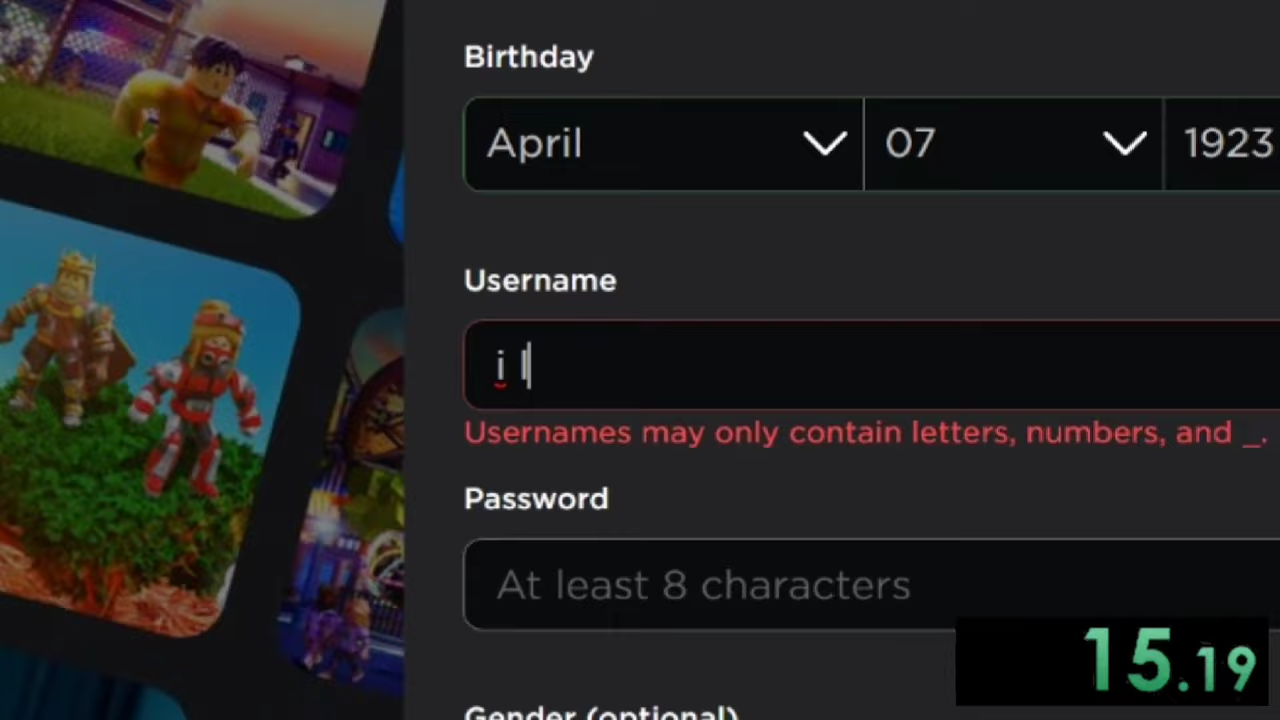 Birthday
April 07 1923
Username
i l
Usernames may only contain letters, numbers, and _.
Password
At least 8 characters
15.19
Gender (optional)